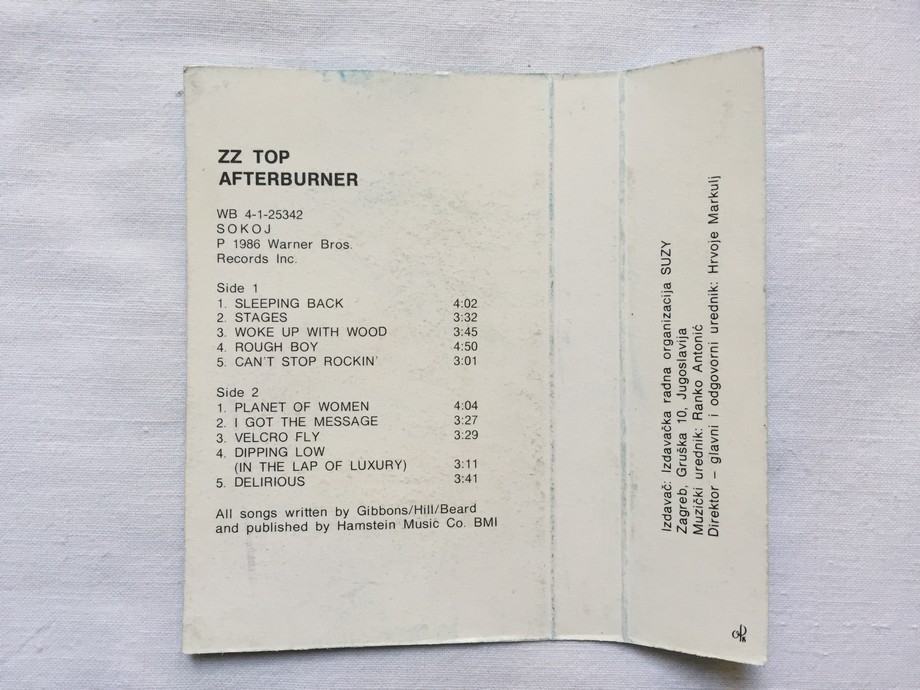 ZZ TOP
AFTERBURNER
WB 4-1-25342
SOKOJ
P 1986 Warner Bros.
Records Inc.
Side 1
1. SLEEPING BACK 4:02
2. STAGES 3:32
3. WOKE UP WITH WOOD 3:45
4. ROUGH BOY 4:50
5. CAN'T STOP ROCKIN' 3:01
Side 2
1. PLANET OF WOMEN 4:04
2. I GOT THE MESSAGE 3:27
3. VELCRO FLY 3:29
4. DIPPING LOW
(IN THE LAP OF LUXURY) 3:11
5. DELIRIOUS 3:41
All songs written by Gibbons/Hill/Beard
and published by Hamstein Music Co. BMI
Izdavač: Izdavačka radna organizacija SUZY
Zagreb, Gruška 10, Jugoslavija
Muzički urednik: Ranko Antonić
Direktor – glavni i odgovorni urednik: Hrvoje Markulj